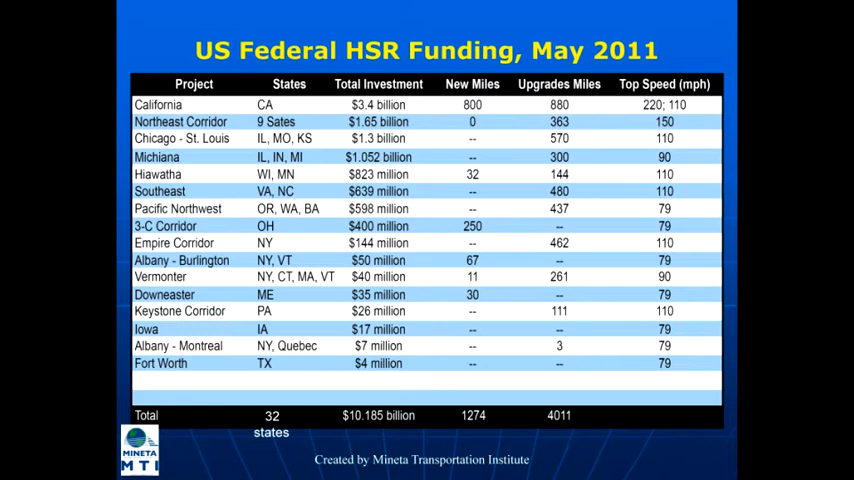 US Federal HSR Funding, May 2011
Project States Total Investment New Miles Upgrades Miles Top Speed (mph)
California CA $3.4 billion 800 880 220; 110
Northeast Corridor 9 Sates $1.65 billion 0 363 150
Chicago - St. Louis IL, MO, KS $1.3 billion -- 570 110
Michiana IL, IN, MI $1.052 billion -- 300 90
Hiawatha WI, MN $823 million 32 144 110
Southeast VA, NC $639 million -- 480 110
Pacific Northwest OR, WA, BA $598 million -- 437 79
3-C Corridor OH $400 million 250 -- 79
Empire Corridor NY $144 million -- 462 110
Albany - Burlington NY, VT $50 million 67 -- 79
Vermonter NY, CT, MA, VT $40 million 11 261 90
Downeaster ME $35 million 30 -- 79
Keystone Corridor PA $26 million -- 111 110
Iowa IA $17 million -- -- 79
Albany - Montreal NY, Quebec $7 million -- 3 79
Fort Worth TX $4 million -- -- 79
Total 32 states $10.185 billion 1274 4011
MINETA
MTI
Created by Mineta Transportation Institute